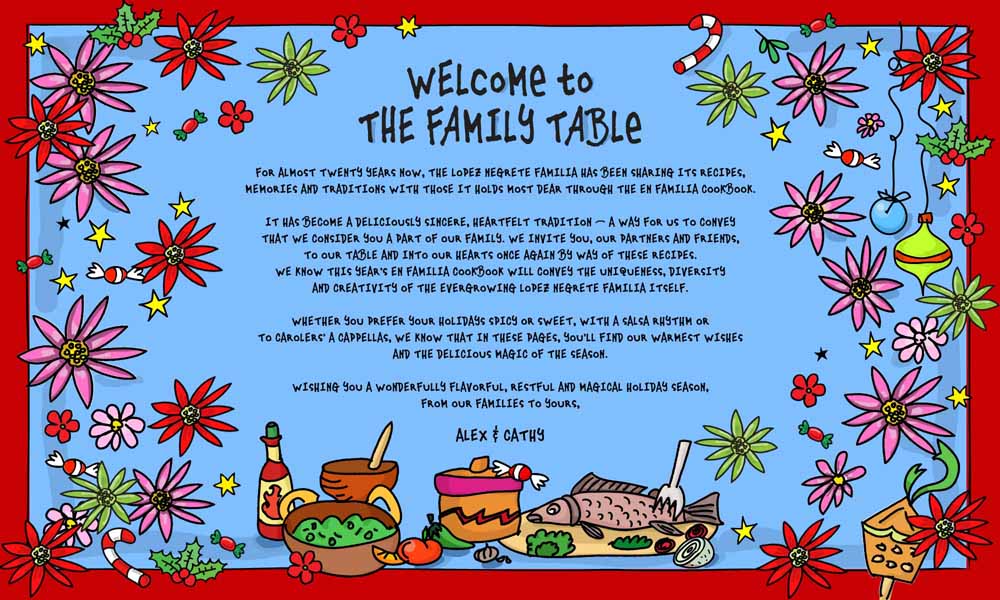 WELCOME to
THE FAMILY TABLE
FOR ALMOST TWENTY YEARS NOW, THE LOPEZ NEGRETE FAMILIA HAS BEEN SHARING ITS RECIPES,
MEMORIES AND TRADITIONS WITH THOSE IT HOLDS MOST DEAR THROUGH THE EN FAMILIA COOKBOOK.
IT HAS BECOME A DELICIOUSLY SINCERE, HEARTFELT TRADITION — A WAY FOR US TO CONVEY
THAT WE CONSIDER YOU A PART OF OUR FAMILY. WE INVITE YOU, OUR PARTNERS AND FRIENDS,
TO OUR TABLE AND INTO OUR HEARTS ONCE AGAIN BY WAY OF THESE RECIPES.
WE KNOW THIS YEAR'S EN FAMILIA COOKBOOK WILL CONVEY THE UNIQUENESS, DIVERSITY
AND CREATIVITY OF THE EVERGROWING LOPEZ NEGRETE FAMILIA ITSELF.
WHETHER YOU PREFER YOUR HOLIDAYS SPICY OR SWEET, WITH A SALSA RHYTHM OR
TO CAROLERS' A CAPPELLAS, WE KNOW THAT IN THESE PAGES, YOU'LL FIND OUR WARMEST WISHES
AND THE DELICIOUS MAGIC OF THE SEASON.
WISHING YOU A WONDERFULLY FLAVORFUL, RESTFUL AND MAGICAL HOLIDAY SEASON,
FROM OUR FAMILIES TO YOURS,
ALEX & CATHY